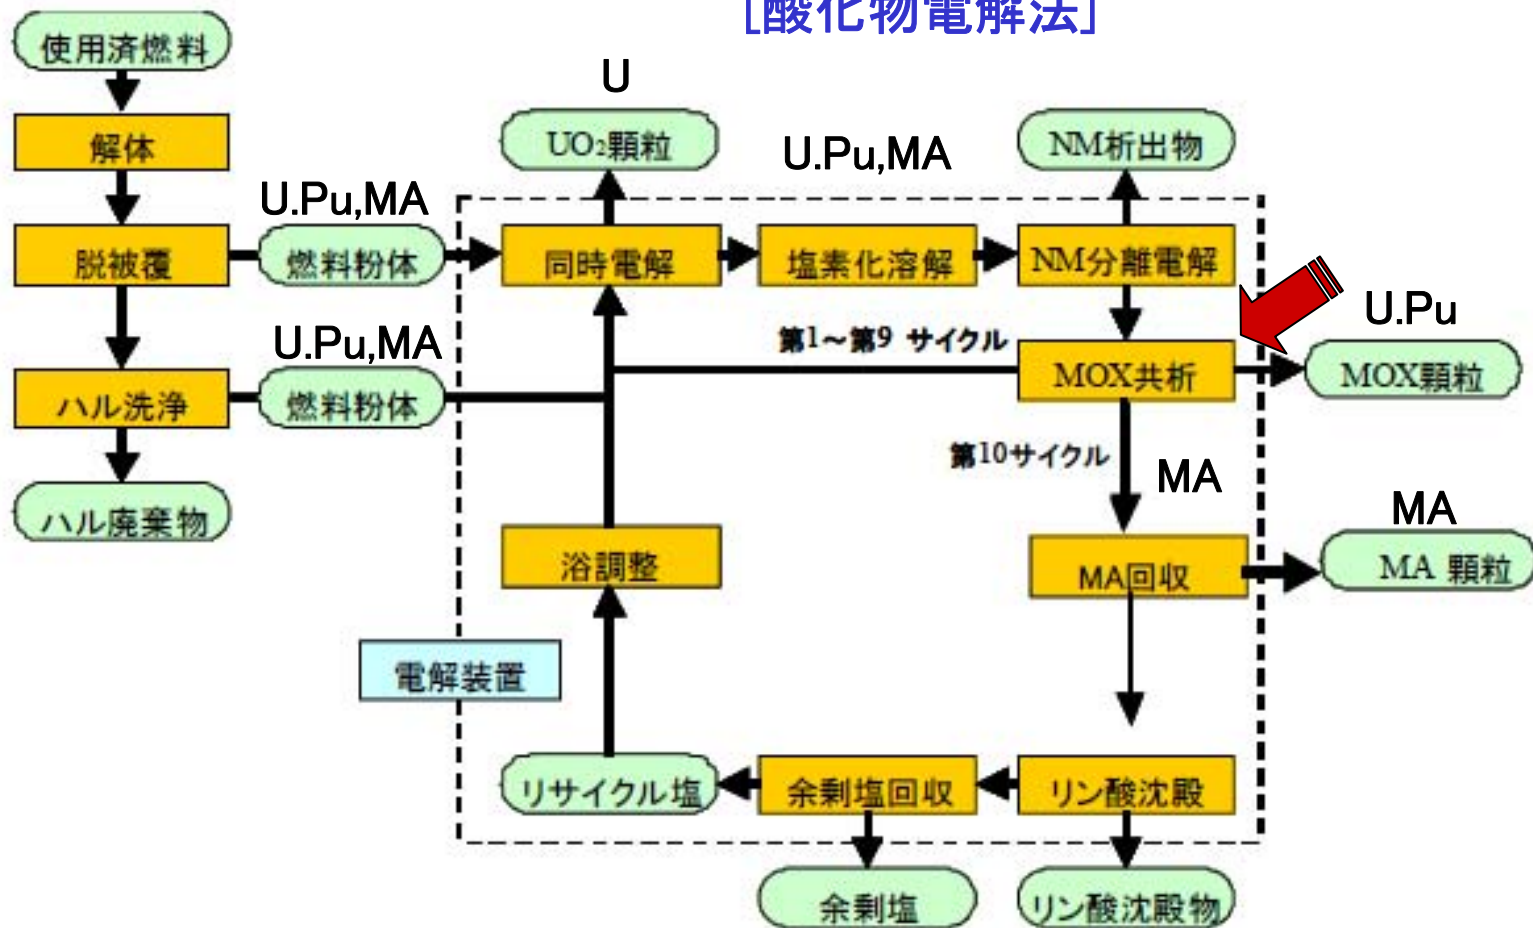 [酸化物電解法]
使用済燃料
U
解体
UO₂顆粒
U.Pu,MA
NM析出物
U.Pu,MA
脱被覆
燃料粉体
同時電解
塩素化溶解
NM分離電解
U.Pu
U.Pu,MA
第1～第9 サイクル
MOX共析
MOX顆粒
ハル洗浄
燃料粉体
第10サイクル
MA
MA
ハル廃棄物
浴調整
MA回収
MA 顆粒
電解装置
リサイクル塩
余剰塩回収
リン酸沈殿
余剰塩
リン酸沈殿物